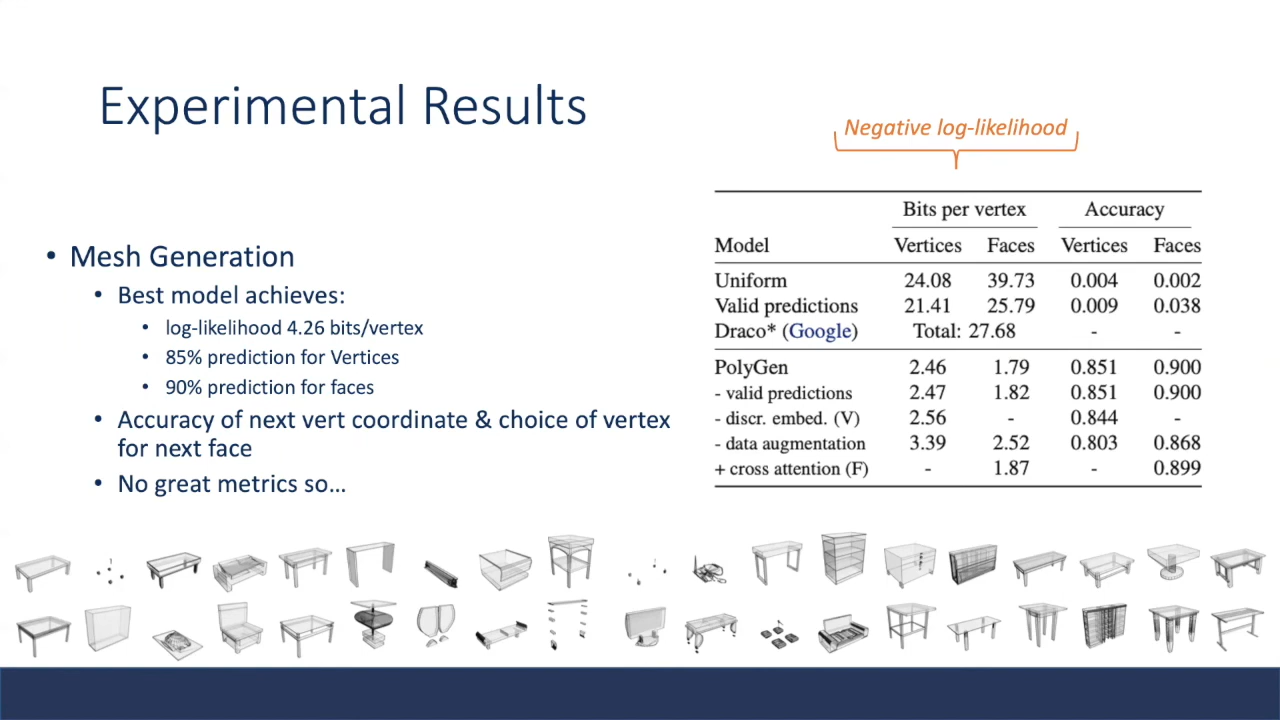 Experimental Results
Negative log-likelihood
• Mesh Generation
• Best model achieves:
• log-likelihood 4.26 bits/vertex
• 85% prediction for Vertices
• 90% prediction for faces
• Accuracy of next vert coordinate & choice of vertex
for next face
• No great metrics so...
Bits per vertex Accuracy
Model Vertices Faces Vertices Faces
Uniform 24.08 39.73 0.004 0.002
Valid predictions 21.41 25.79 0.009 0.038
Draco* (Google) Total: 27.68 - -
PolyGen 2.46 1.79 0.851 0.900
- valid predictions 2.47 1.82 0.851 0.900
- discr. embed. (V) 2.56 - 0.844 -
- data augmentation 3.39 2.52 0.803 0.868
+ cross attention (F) - 1.87 - 0.899